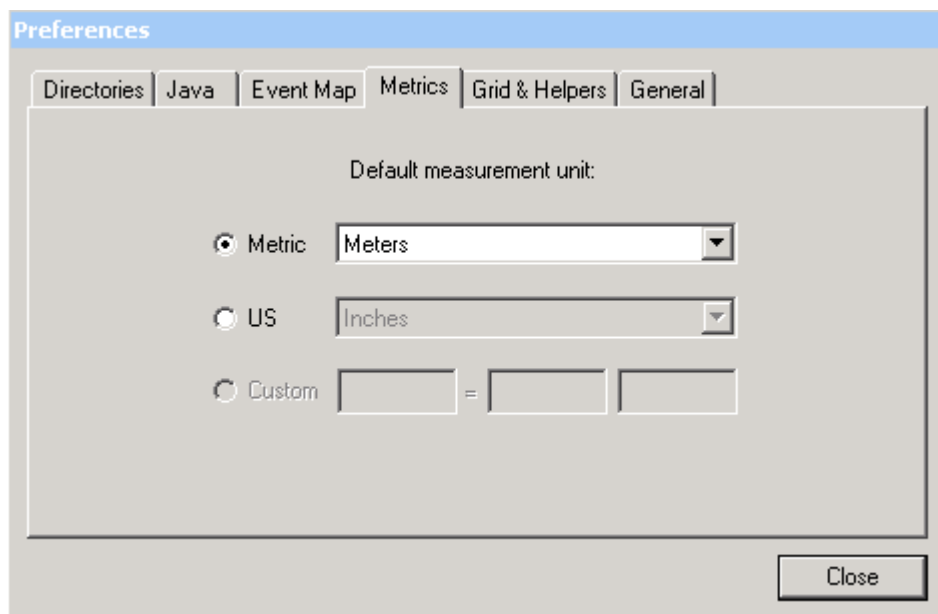 Preferences
Directories Java Event Map Metrics Grid & Helpers General
Default measurement unit:
Metric Meters
US Inches
Custom =
Close